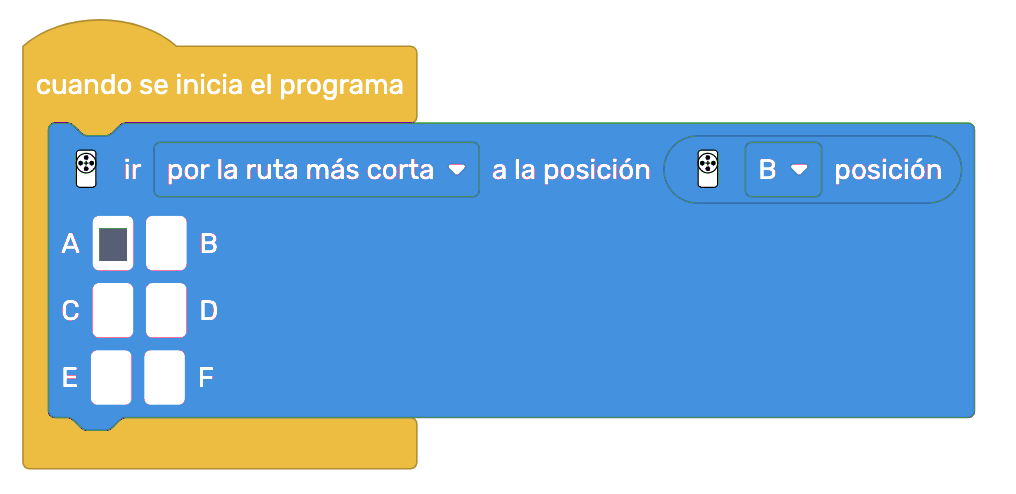 cuando se inicia el programa
ir por la ruta más corta a la posición B posición
A B
C D
E F